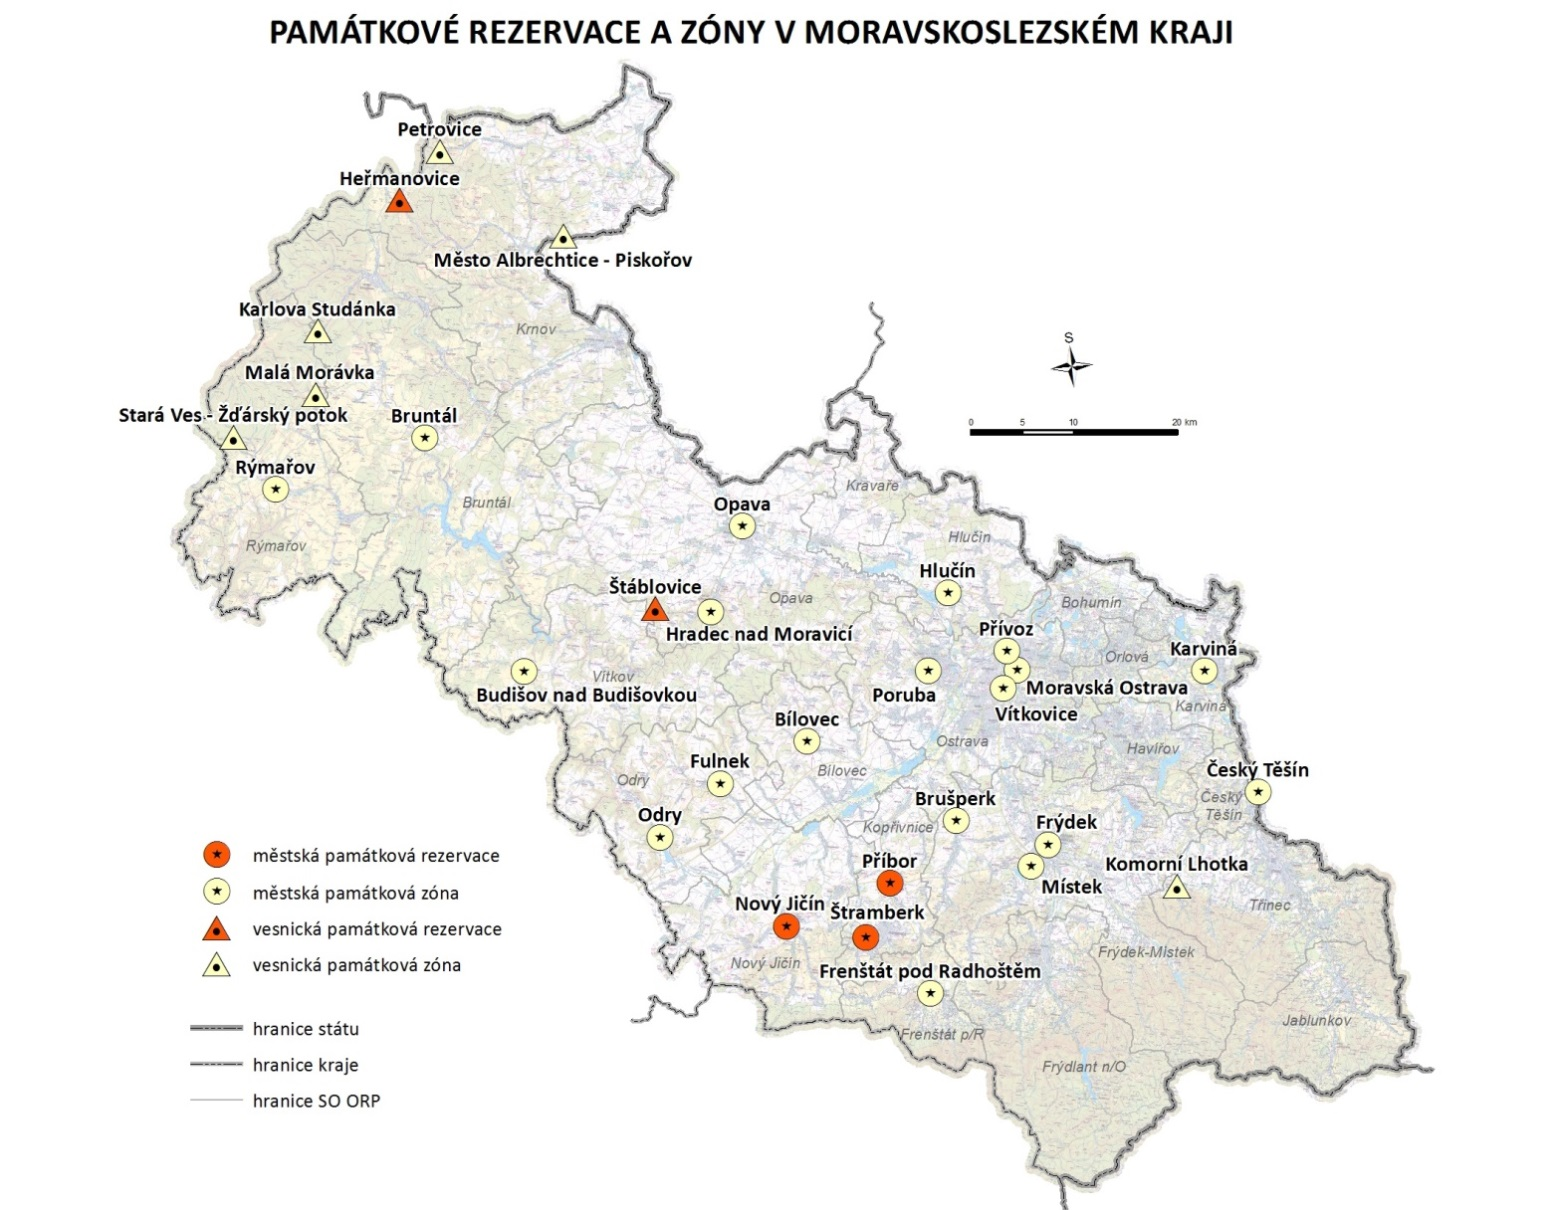 PAMÁTKOVÉ REZERVACE A ZÓNY V MORAVSKOSLEZSKÉM KRAJI
Petrovice
Heřmanovice
Město Albrechtice - Piskořov
Karlova Studánka
Krnov
S
Malá Morávka
Stará Ves - Žďárský potok
Bruntál
0 5 10 20 km
Rýmařov
Bruntál
Kravaře
Opava
Rýmařov
Hlučín
Hlučín
Štáblovice
Opava
Bohumín
Hradec nad Moravicí
Přívoz
Karviná
Orlová
Vítkov
Budišov nad Budišovkou
Poruba
Moravská Ostrava
Karviná
Vítkovice
Bílovec
Ostrava
Havířov
Fulnek
Bílovec
Český Těšín
Odry
Brušperk
Český
Těšín
Odry
Kopřivnice
Frýdek
městská památková rezervace
Příbor
Komorní Lhotka
městská památková zóna
Místek
Nový Jičín
Štramberk
Třinec
vesnická památková rezervace
Frýdek-Místek
vesnická památková zóna
Nový Jičín
Frenštát pod Radhoštěm
Jablunkov
hranice státu
Frenštát p/R
hranice kraje
Frýdlant n/O
hranice SO ORP